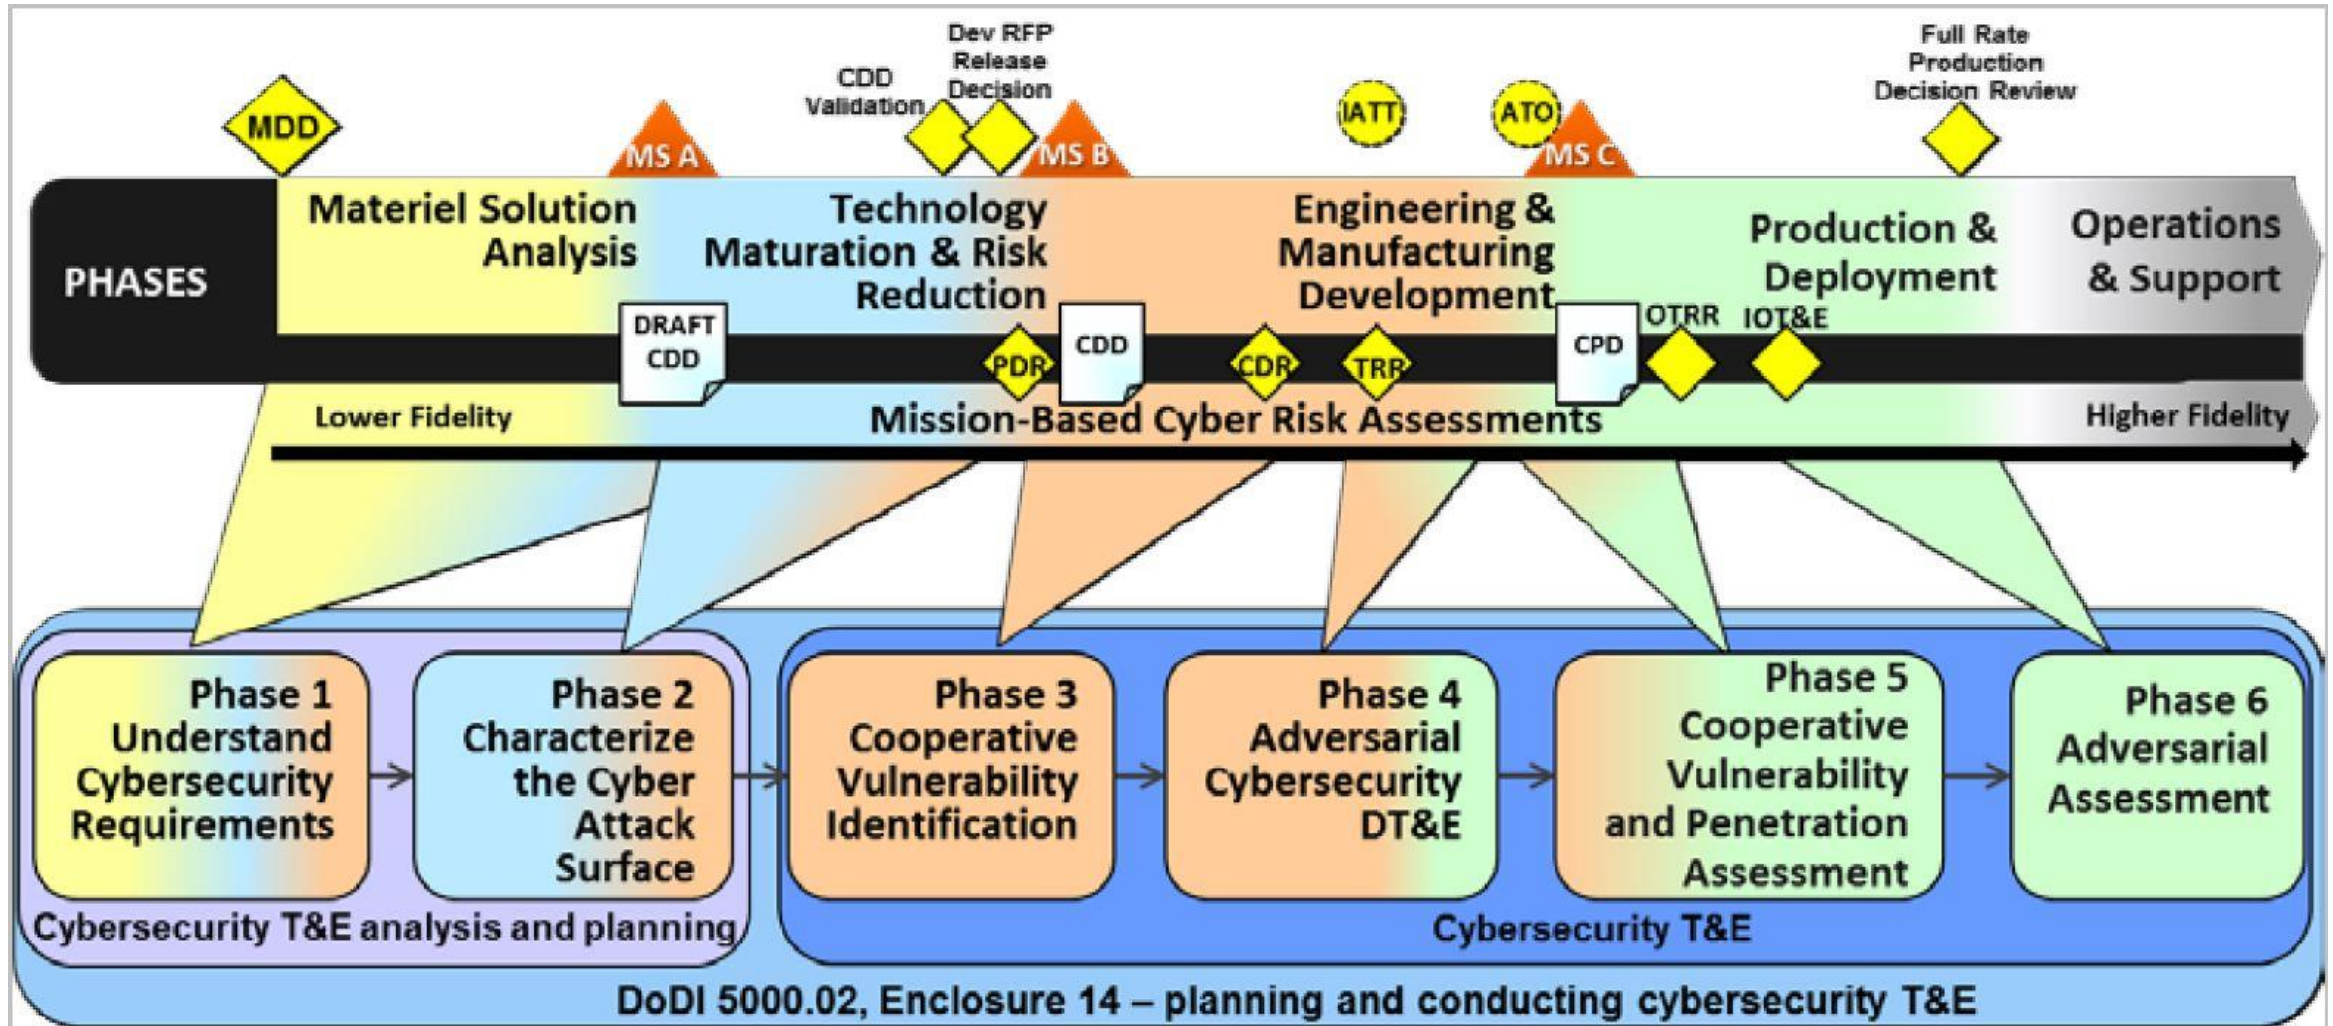 Dev RFP
Release
Decision
CDD
Validation
Full Rate
Production
Decision Review
MDD
MS A
MS B
IATT
ATO
MS C
PHASES
Materiel Solution
Analysis
Technology
Maturation & Risk
Reduction
Engineering &
Manufacturing
Development
Production &
Deployment
Operations
& Support
DRAFT
CDD
PDR
CDD
CDR
TRR
CPD
OTRR
IOT&E
Lower Fidelity
Mission-Based Cyber Risk Assessments
Higher Fidelity
Phase 1
Understand
Cybersecurity
Requirements
Phase 2
Characterize
the Cyber
Attack
Surface
Phase 3
Cooperative
Vulnerability
Identification
Phase 4
Adversarial
Cybersecurity
DT&E
Phase 5
Cooperative
Vulnerability
and Penetration
Assessment
Phase 6
Adversarial
Assessment
Cybersecurity T&E analysis and planning
Cybersecurity T&E
DoDI 5000.02, Enclosure 14 – planning and conducting cybersecurity T&E